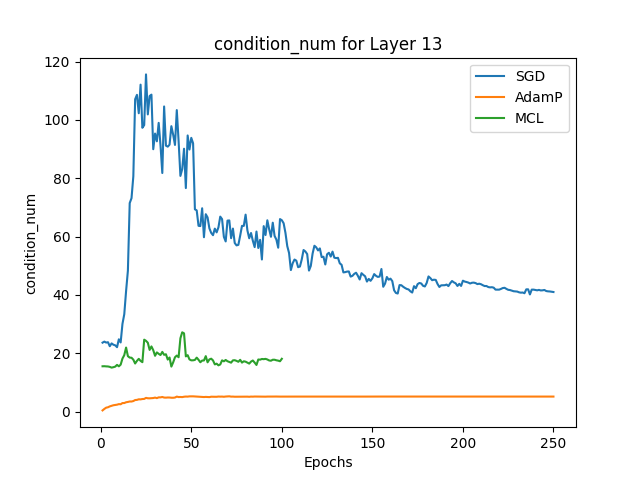 condition_num for Layer 13
SGD
AdamP
MCL
condition_num
120
100
80
60
40
20
0
0 50 100 150 200 250
Epochs